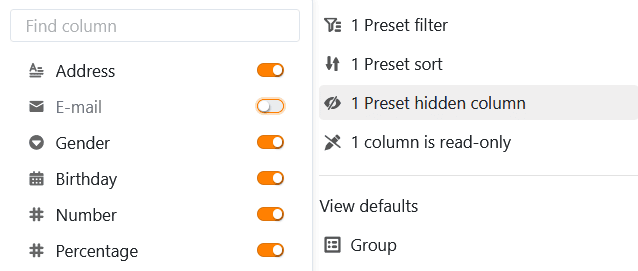 Find column
Address
E-mail
Gender
Birthday
Number
Percentage
1 Preset filter
1 Preset sort
1 Preset hidden column
1 column is read-only
View defaults
Group